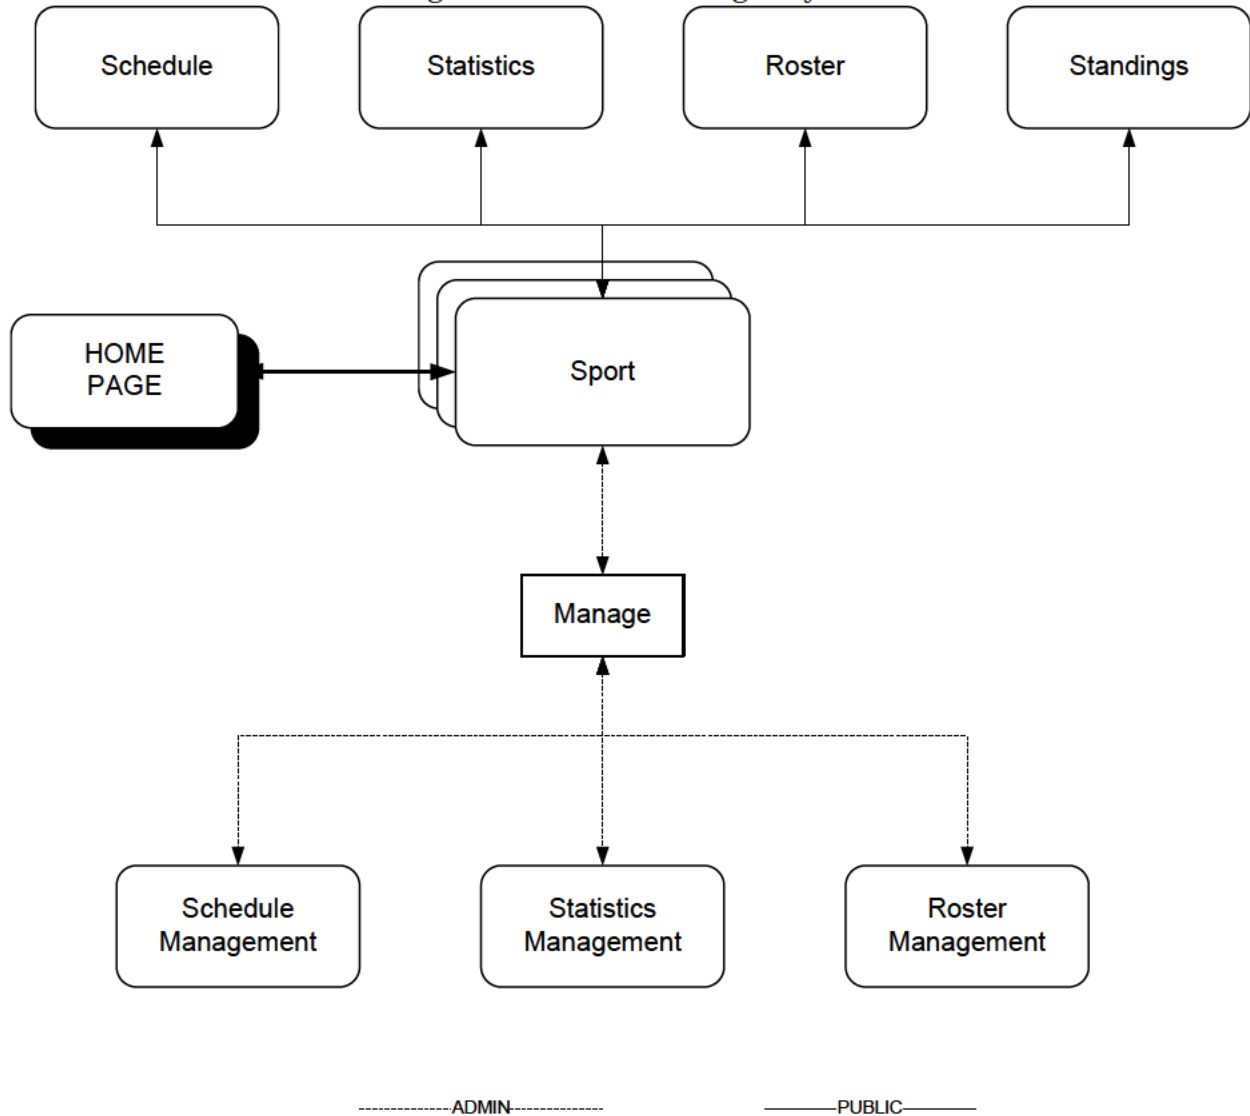 Schedule
Statistics
Roster
Standings
HOME
PAGE
Sport
Manage
Schedule
Management
Statistics
Management
Roster
Management
ADMIN
PUBLIC